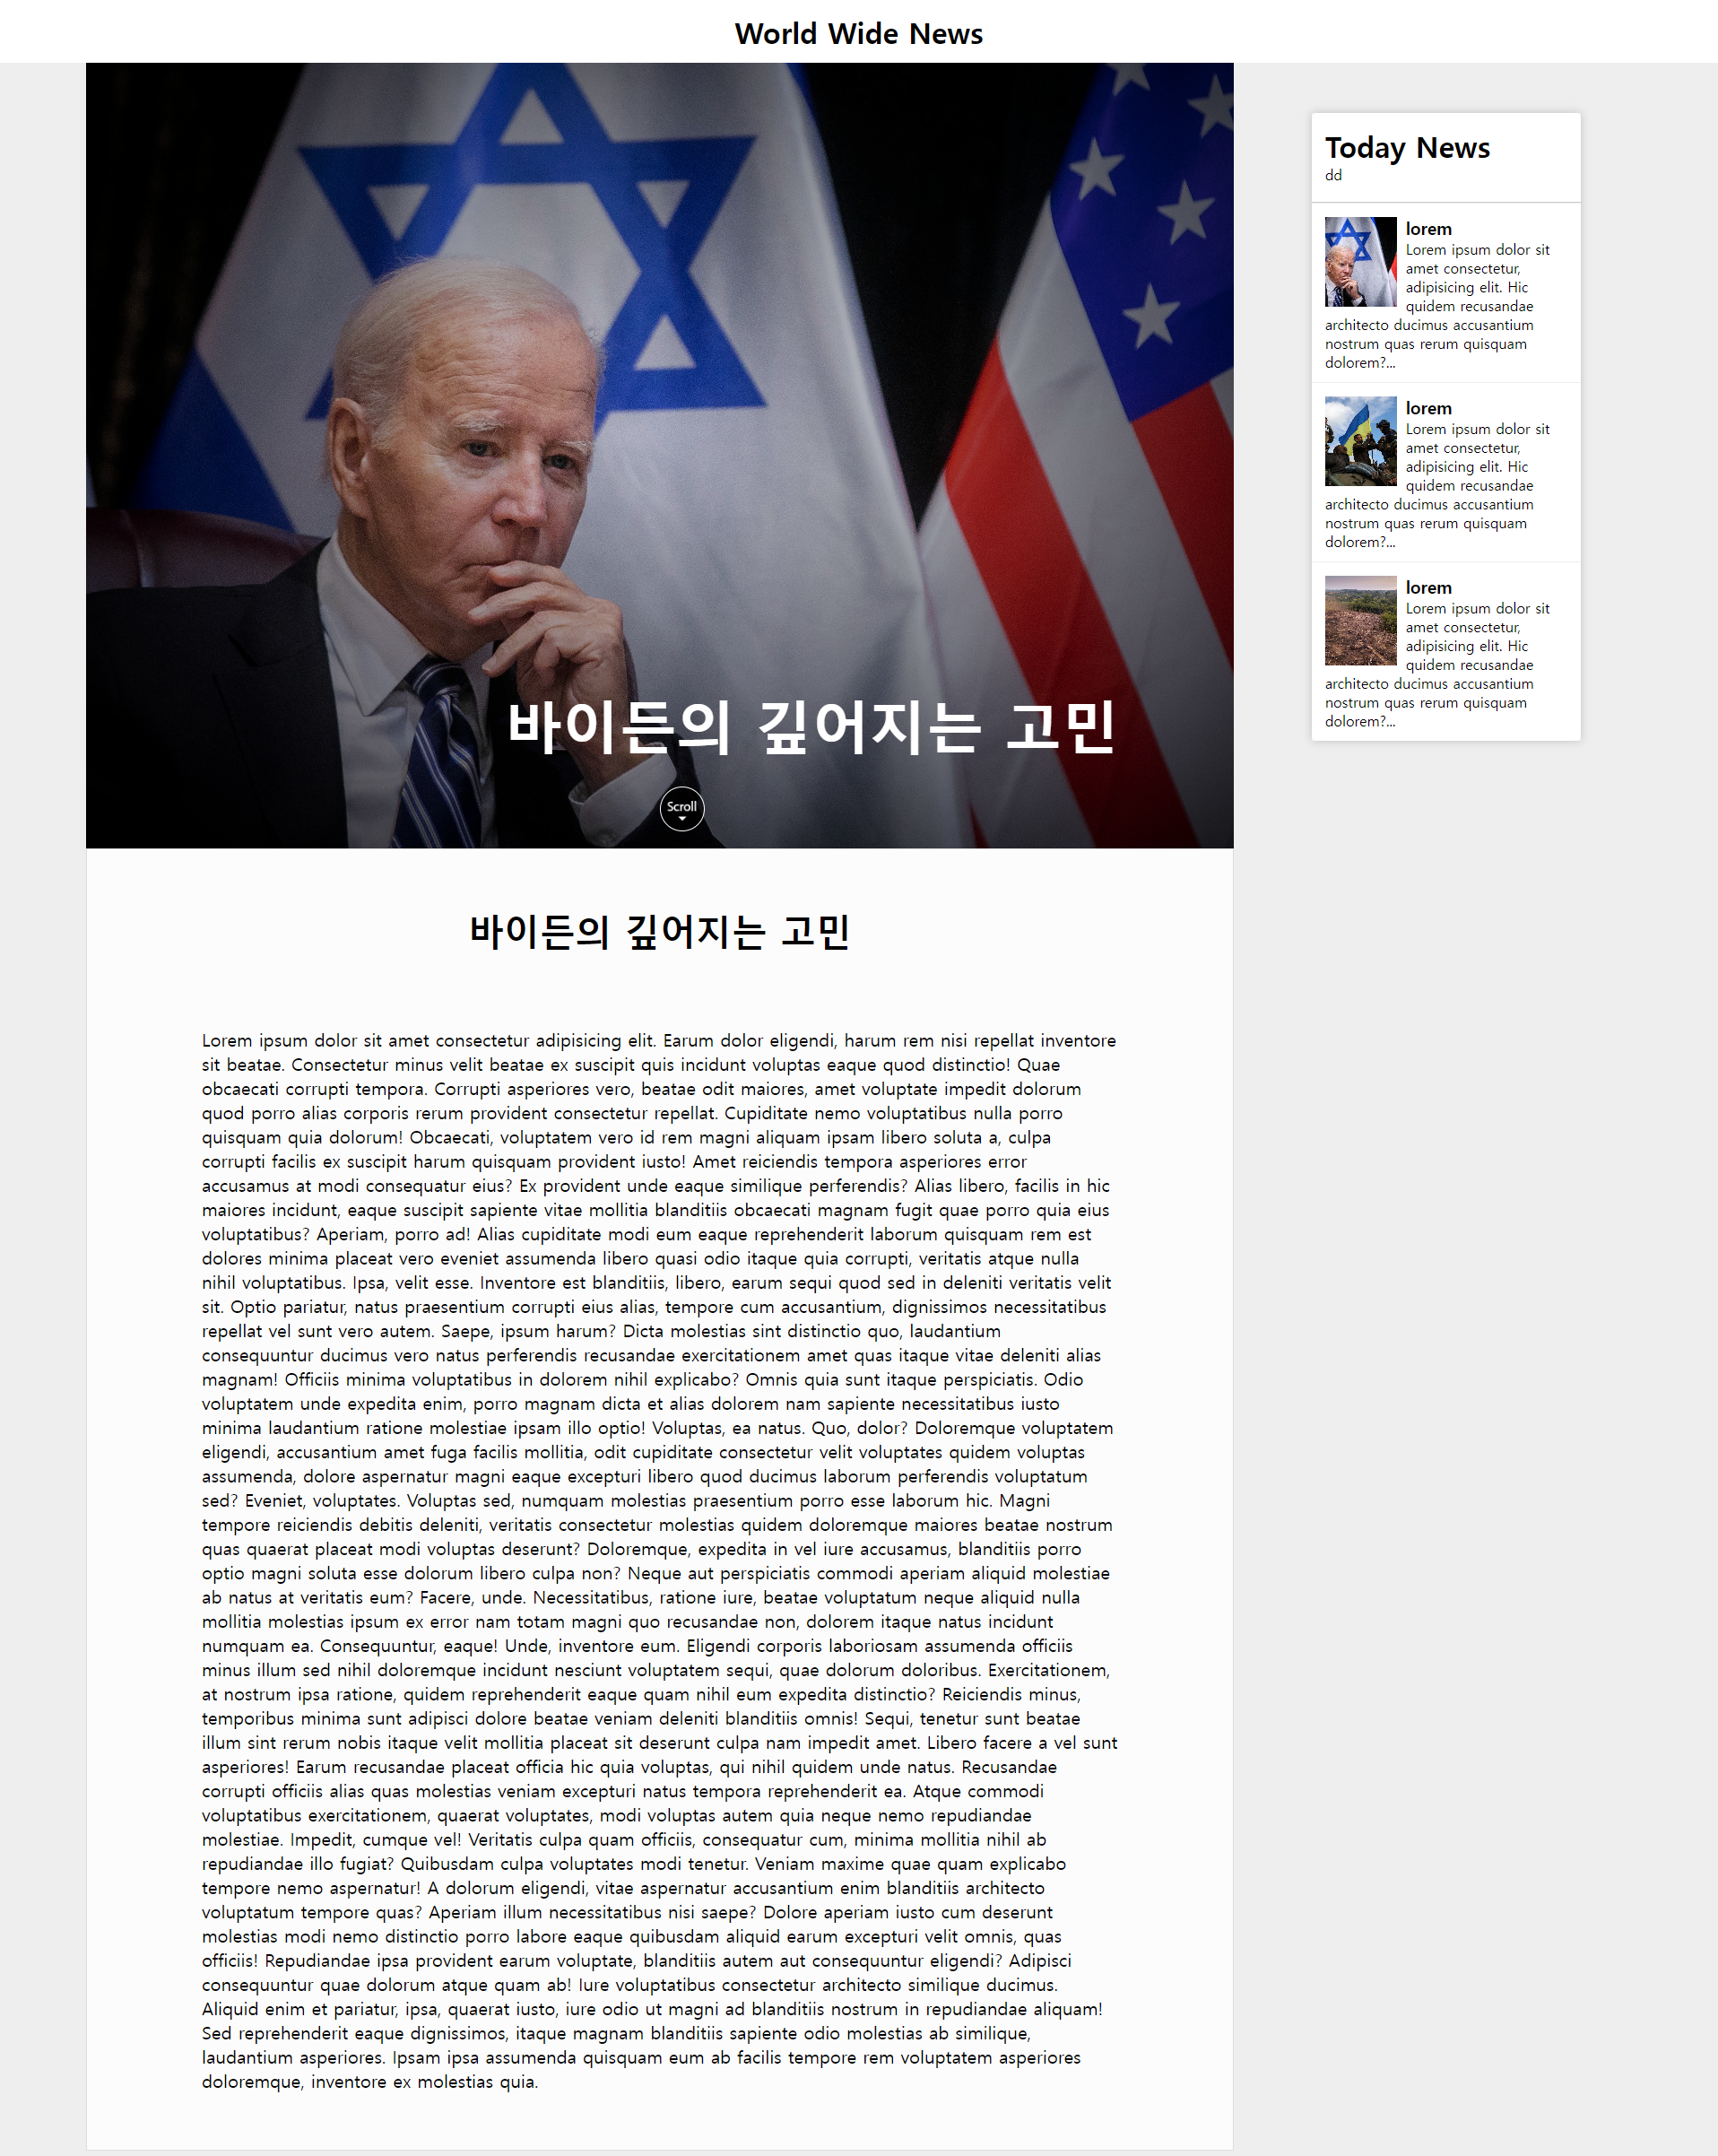 World Wide News
바이든의 깊어지는 고민
Scroll
바이든의 깊어지는 고민
Lorem ipsum dolor sit amet consectetur adipisicing elit. Earum dolor eligendi, harum rem nisi repellat inventore
sit beatae. Consectetur minus velit beatae ex suscipit quis incidunt voluptas eaque quod distinctio! Quae
obcaecati corrupti tempora. Corrupti asperiores vero, beatae odit maiores, amet voluptate impedit dolorum
quod porro alias corporis rerum provident consectetur repellat. Cupiditate nemo voluptatibus nulla porro
quisquam quia dolorum! Obcaecati, voluptatem vero id rem magni aliquam ipsam libero soluta a, culpa
corrupti facilis ex suscipit harum quisquam provident iusto! Amet reiciendis tempora asperiores error
accusamus at modi consequatur eius? Ex provident unde eaque similique perferendis? Alias libero, facilis in hic
maiores incidunt, eaque suscipit sapiente vitae mollitia blanditiis obcaecati magnam fugit quae porro quia eius
voluptatibus? Aperiam, porro ad! Alias cupiditate modi eum eaque reprehenderit laborum quisquam rem est
dolores minima placeat vero eveniet assumenda libero quasi odio itaque quia corrupti, veritatis atque nulla
nihil voluptatibus. Ipsa, velit esse. Inventore est blanditiis, libero, earum sequi quod sed in deleniti veritatis velit
sit. Optio pariatur, natus praesentium corrupti eius alias, tempore cum accusantium, dignissimos necessitatibus
repellat vel sunt vero autem. Saepe, ipsum harum? Dicta molestias sint distinctio quo, laudantium
consequuntur ducimus vero natus perferendis recusandae exercitationem amet quas itaque vitae deleniti alias
magnam! Officiis minima voluptatibus in dolorem nihil explicabo? Omnis quia sunt itaque perspiciatis. Odio
voluptatem unde expedita enim, porro magnam dicta et alias dolorem nam sapiente necessitatibus iusto
minima laudantium ratione molestiae ipsam illo optio! Voluptas, ea natus. Quo, dolor? Doloremque voluptatem
eligendi, accusantium amet fuga facilis mollitia, odit cupiditate consectetur velit voluptates quidem voluptas
assumenda, dolore aspernatur magni eaque excepturi libero quod ducimus laborum perferendis voluptatum
sed? Eveniet, voluptates. Voluptas sed, numquam molestias praesentium porro esse laborum hic. Magni
tempore reiciendis debitis deleniti, veritatis consectetur molestias quidem doloremque maiores beatae nostrum
quas quaerat placeat modi voluptas deserunt? Doloremque, expedita in vel iure accusamus, blanditiis porro
optio magni soluta esse dolorum libero culpa non? Neque aut perspiciatis commodi aperiam aliquid molestiae
ab natus at veritatis eum? Facere, unde. Necessitatibus, ratione iure, beatae voluptatum neque aliquid nulla
mollitia molestias ipsum ex error nam totam magni quo recusandae non, dolorem itaque natus incidunt
numquam ea. Consequuntur, eaque! Unde, inventore eum. Eligendi corporis laboriosam assumenda officiis
minus illum sed nihil doloremque incidunt nesciunt voluptatem sequi, quae dolorum doloribus. Exercitationem,
at nostrum ipsa ratione, quidem reprehenderit eaque quam nihil eum expedita distinctio? Reiciendis minus,
temporibus minima sunt adipisci dolore beatae veniam deleniti blanditiis omnis! Sequi, tenetur sunt beatae
illum sint rerum nobis itaque velit mollitia placeat sit deserunt culpa nam impedit amet. Libero facere a vel sunt
asperiores! Earum recusandae placeat officia hic quia voluptas, qui nihil quidem unde natus. Recusandae
corrupti officiis alias quas molestias veniam excepturi natus tempora reprehenderit ea. Atque commodi
voluptatibus exercitationem, quaerat voluptates, modi voluptas autem quia neque nemo repudiandae
molestiae. Impedit, cumque vel! Veritatis culpa quam officiis, consequatur cum, minima mollitia nihil ab
repudiandae illo fugiat? Quibusdam culpa voluptates modi tenetur. Veniam maxime quae quam explicabo
tempore nemo aspernatur! A dolorum eligendi, vitae aspernatur accusantium enim blanditiis architecto
voluptatum tempore quas? Aperiam illum necessitatibus nisi saepe? Dolore aperiam iusto cum deserunt
molestias modi nemo distinctio porro labore eaque quibusdam aliquid earum excepturi velit omnis, quas
officiis! Repudiandae ipsa provident earum voluptate, blanditiis autem aut consequuntur eligendi? Adipisci
consequuntur quae dolorum atque quam ab! Iure voluptatibus consectetur architecto similique ducimus.
Aliquid enim et pariatur, ipsa, quaerat iusto, iure odio ut magni ad blanditiis nostrum in repudiandae aliquam!
Sed reprehenderit eaque dignissimos, itaque magnam blanditiis sapiente odio molestias ab similique,
laudantium asperiores. Ipsam ipsa assumenda quisquam eum ab facilis tempore rem voluptatem asperiores
doloremque, inventore ex molestias quia.
Today News
dd
lorem
Lorem ipsum dolor sit
amet consectetur,
adipisicing elit. Hic
quidem recusandae
architecto ducimus accusantium
nostrum quas rerum quisquam
dolorem?...
lorem
Lorem ipsum dolor sit
amet consectetur,
adipisicing elit. Hic
quidem recusandae
architecto ducimus accusantium
nostrum quas rerum quisquam
dolorem?...
lorem
Lorem ipsum dolor sit
amet consectetur,
adipisicing elit. Hic
quidem recusandae
architecto ducimus accusantium
nostrum quas rerum quisquam
dolorem?...